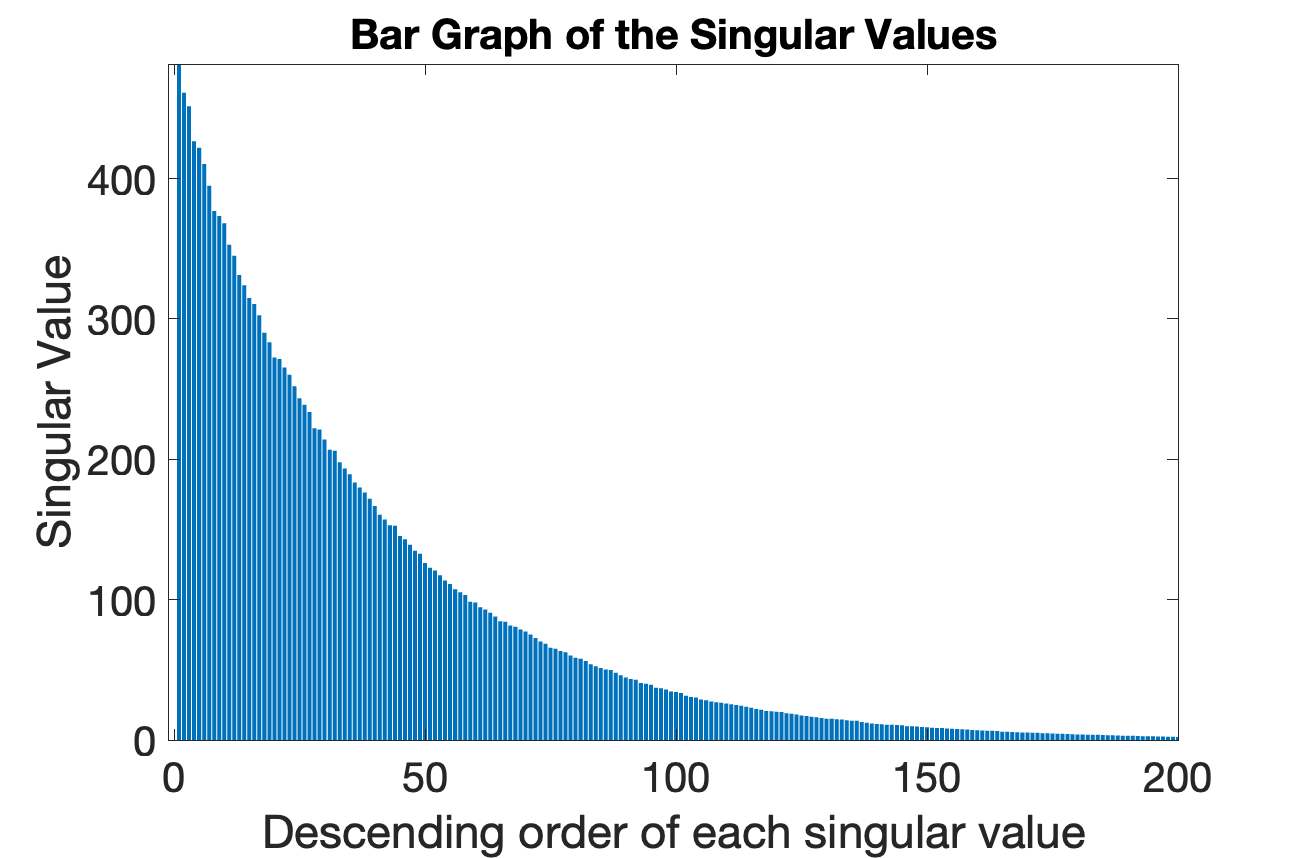 Bar Graph of the Singular Values
Singular Value
400
300
200
100
0
0 50 100 150 200
Descending order of each singular value